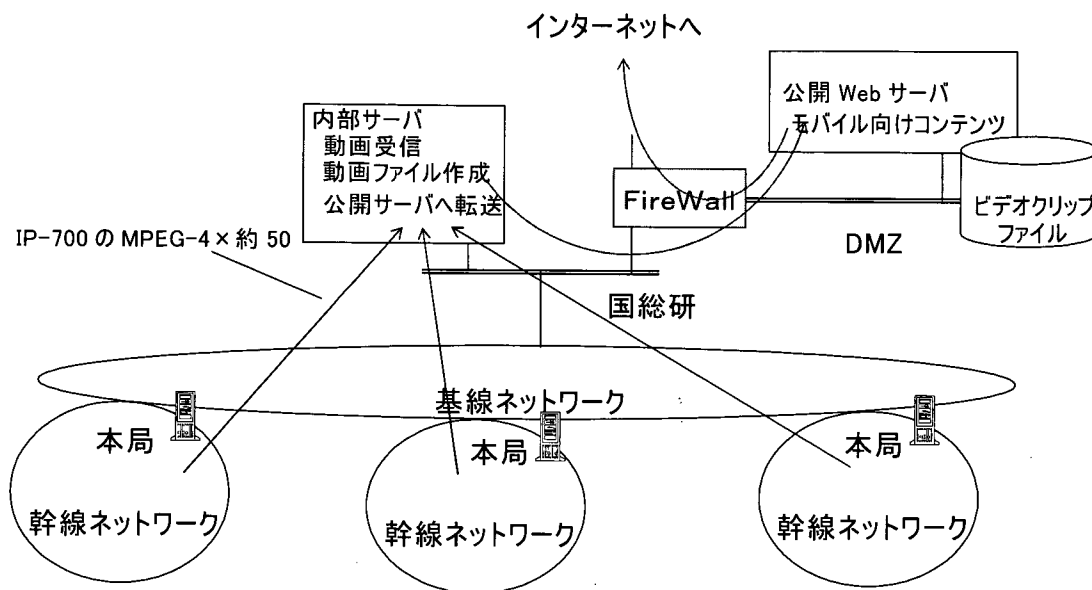 インターネットへ
公開 Web サーバ
モバイル向けコンテンツ
内部サーバ
動画受信
動画ファイル作成
公開サーバへ転送
FireWall
ビデオクリップ
ファイル
DMZ
IP-700 の MPEG-4×約 50
国総研
基線ネットワーク
本局
幹線ネットワーク
本局
幹線ネットワーク
本局
幹線ネットワーク